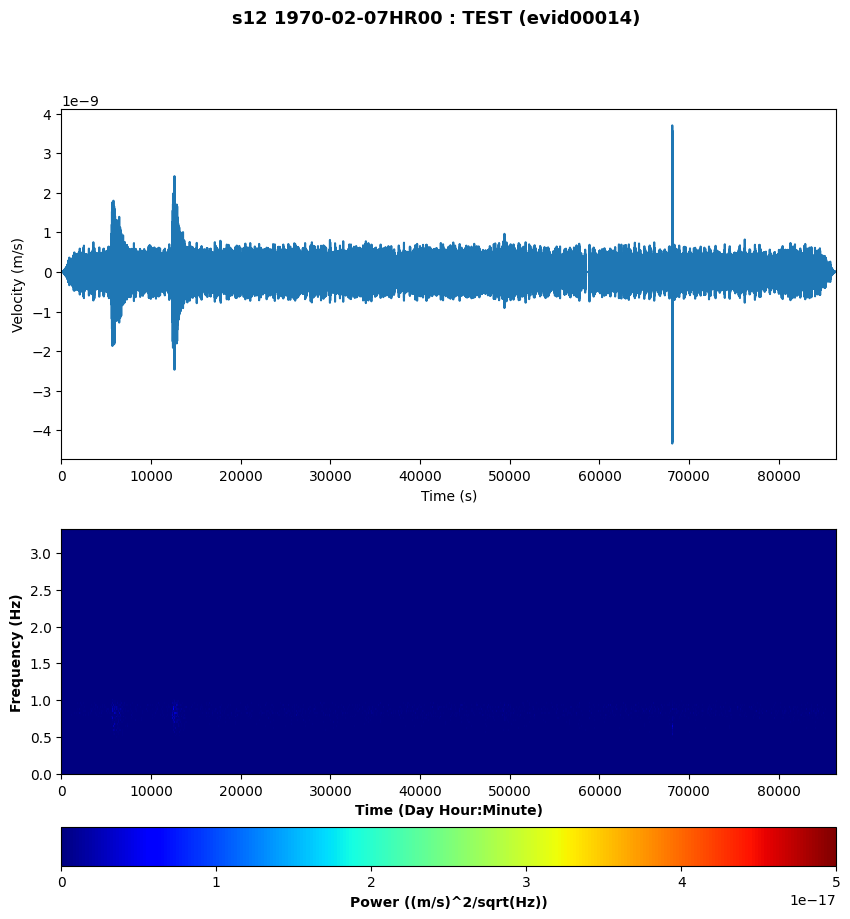 s12 1970-02-07HR00 : TEST (evid00014)
1e−9
4
3
2
1
0
−1
−2
−3
−4
Velocity (m/s)
0 10000 20000 30000 40000 50000 60000 70000 80000
Time (s)
3.0
2.5
2.0
1.5
1.0
0.5
0.0
Frequency (Hz)
0 10000 20000 30000 40000 50000 60000 70000 80000
Time (Day Hour:Minute)
0 1 2 3 4 5
1e−17
Power ((m/s)^2/sqrt(Hz))